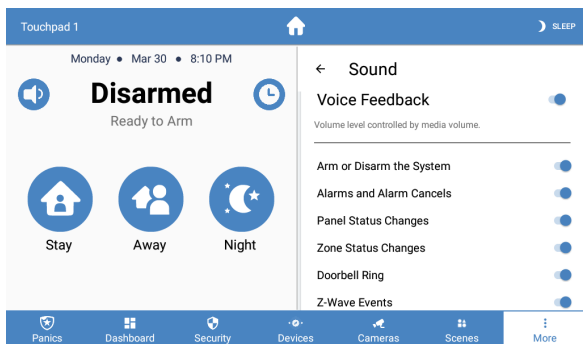 Touchpad 1
SLEEP
Monday ● Mar 30 ● 8:10 PM
Disarmed
Ready to Arm
Stay Away Night
← Sound
Voice Feedback
Volume level controlled by media volume.
Arm or Disarm the System
Alarms and Alarm Cancels
Panel Status Changes
Zone Status Changes
Doorbell Ring
Z-Wave Events
Panics Dashboard Security Devices Cameras Scenes More